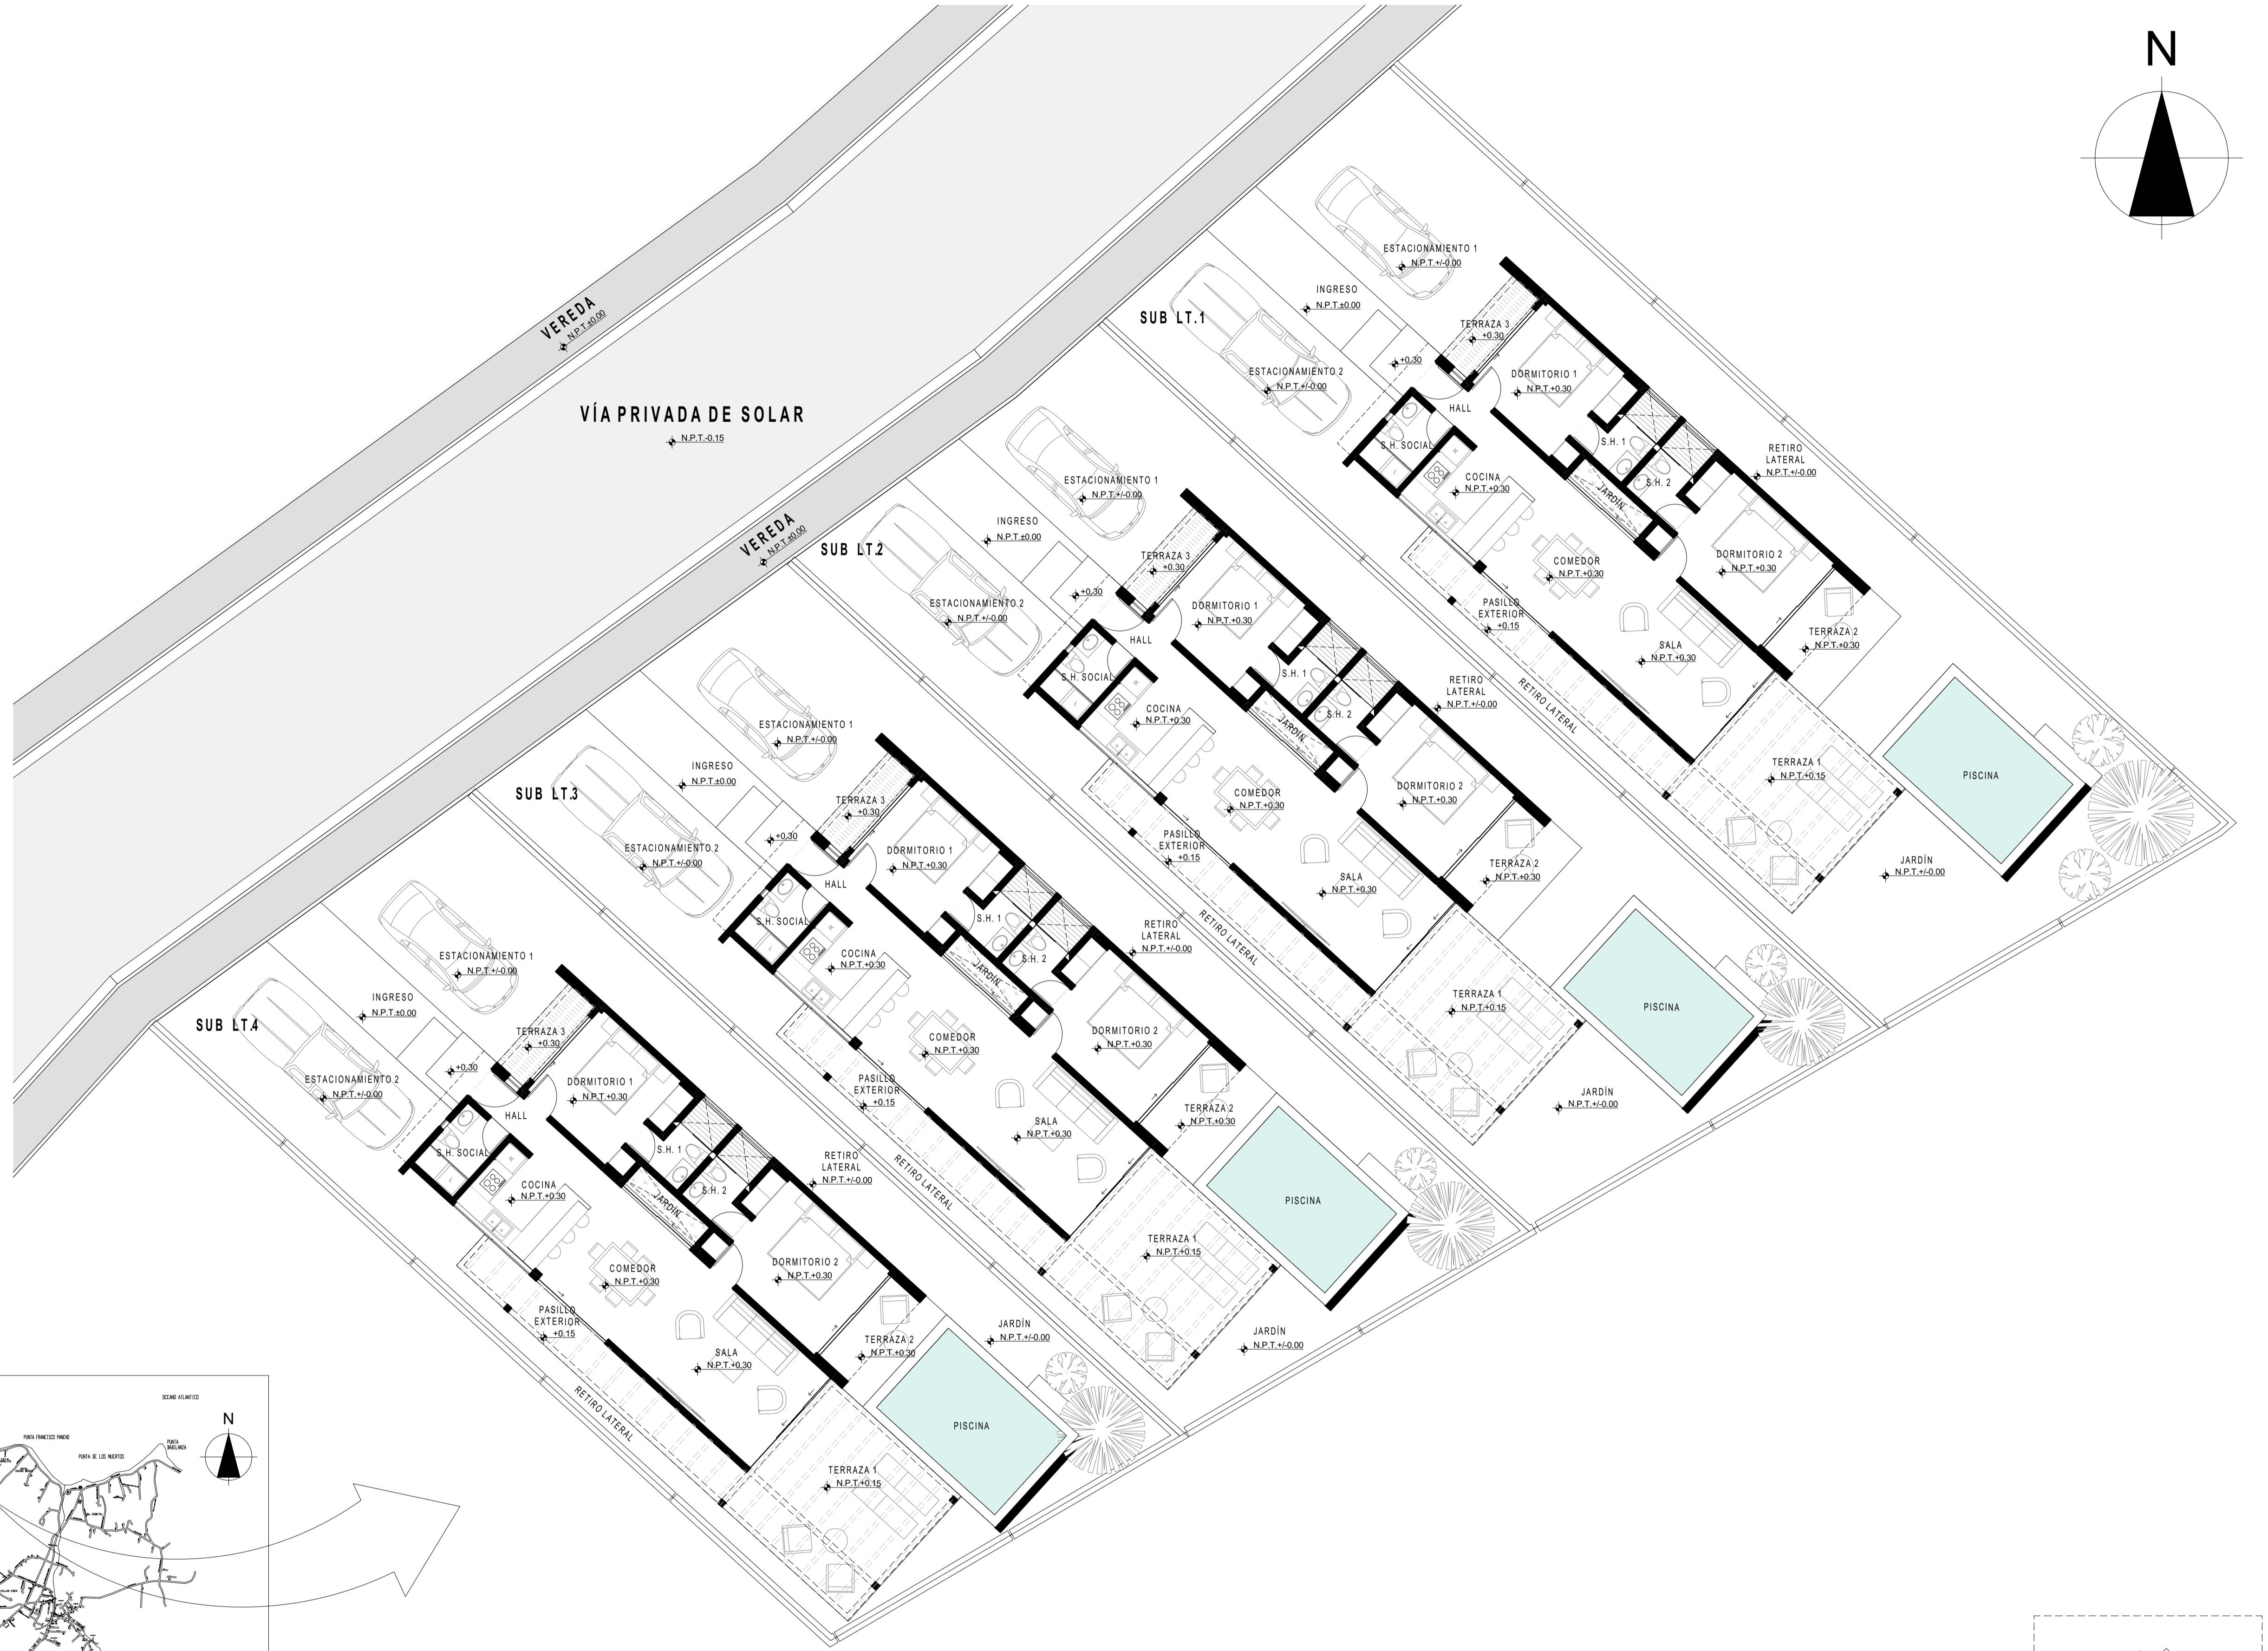 N
VEREDA
N.P.T.±0.00
VÍA PRIVADA DE SOLAR
N.P.T.-0.15
VEREDA
N.P.T.±0.00
SUB LT.1
ESTACIONAMIENTO 1
N.P.T.+/-0.00
INGRESO
N.P.T.±0.00
ESTACIONAMIENTO 2
N.P.T.+/-0.00
TERRAZA 3
+0.30
+0.30
DORMITORIO 1
N.P.T.+0.30
HALL
S.H. SOCIAL
S.H. 1
S.H. 2
RETIRO
LATERAL
N.P.T.+/-0.00
COCINA
N.P.T.+0.30
JARDÍN
COMEDOR
N.P.T.+0.30
DORMITORIO 2
N.P.T.+0.30
PASILLO
EXTERIOR
+0.15
SALA
N.P.T.+0.30
TERRAZA 2
N.P.T.+0.30
RETIRO LATERAL
TERRAZA 1
N.P.T.+0.15
PISCINA
JARDÍN
N.P.T.+/-0.00
SUB LT.2
ESTACIONAMIENTO 1
N.P.T.+/-0.00
INGRESO
N.P.T.±0.00
ESTACIONAMIENTO 2
N.P.T.+/-0.00
TERRAZA 3
+0.30
+0.30
DORMITORIO 1
N.P.T.+0.30
HALL
S.H. SOCIAL
S.H. 1
S.H. 2
RETIRO
LATERAL
N.P.T.+/-0.00
COCINA
N.P.T.+0.30
JARDÍN
COMEDOR
N.P.T.+0.30
DORMITORIO 2
N.P.T.+0.30
PASILLO
EXTERIOR
+0.15
SALA
N.P.T.+0.30
TERRAZA 2
N.P.T.+0.30
RETIRO LATERAL
TERRAZA 1
N.P.T.+0.15
PISCINA
JARDÍN
N.P.T.+/-0.00
SUB LT.3
ESTACIONAMIENTO 1
N.P.T.+/-0.00
INGRESO
N.P.T.±0.00
ESTACIONAMIENTO 2
N.P.T.+/-0.00
TERRAZA 3
+0.30
+0.30
DORMITORIO 1
N.P.T.+0.30
HALL
S.H. SOCIAL
S.H. 1
S.H. 2
RETIRO
LATERAL
N.P.T.+/-0.00
COCINA
N.P.T.+0.30
JARDÍN
COMEDOR
N.P.T.+0.30
DORMITORIO 2
N.P.T.+0.30
PASILLO
EXTERIOR
+0.15
SALA
N.P.T.+0.30
TERRAZA 2
N.P.T.+0.30
RETIRO LATERAL
TERRAZA 1
N.P.T.+0.15
PISCINA
JARDÍN
N.P.T.+/-0.00
SUB LT.4
ESTACIONAMIENTO 1
N.P.T.+/-0.00
INGRESO
N.P.T.±0.00
ESTACIONAMIENTO 2
N.P.T.+/-0.00
TERRAZA 3
+0.30
+0.30
DORMITORIO 1
N.P.T.+0.30
HALL
S.H. SOCIAL
S.H. 1
S.H. 2
RETIRO
LATERAL
N.P.T.+/-0.00
COCINA
N.P.T.+0.30
JARDÍN
COMEDOR
N.P.T.+0.30
DORMITORIO 2
N.P.T.+0.30
PASILLO
EXTERIOR
+0.15
SALA
N.P.T.+0.30
TERRAZA 2
N.P.T.+0.30
RETIRO LATERAL
TERRAZA 1
N.P.T.+0.15
PISCINA
JARDÍN
N.P.T.+/-0.00
OCEANO ATLANTICO
N
PUNTA FRANCISCO PANCHO
PUNTA DE LOS MUERTOS
PUNTA
BABILANZA